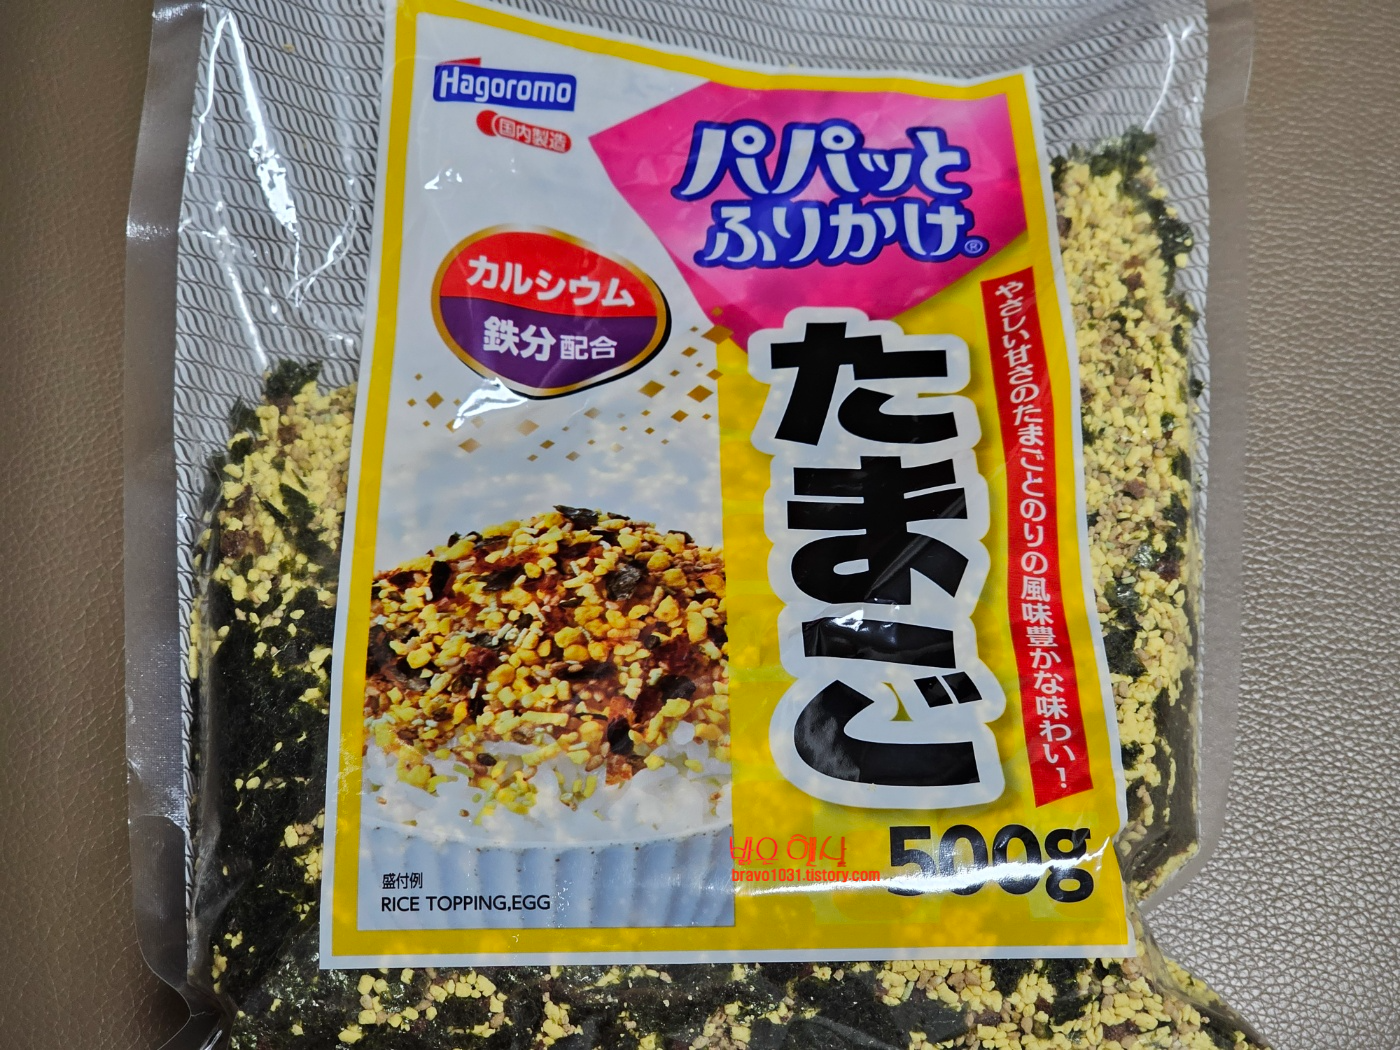 Hagoromo
国内製造
パパッと
ふりかけ®
カルシウム
鉄分配合
たまご
やさしい甘さのたまごとのりの風味豊かな味わい！
500g
盛付例
RICE TOPPING,EGG
bravo1031.tistory.com